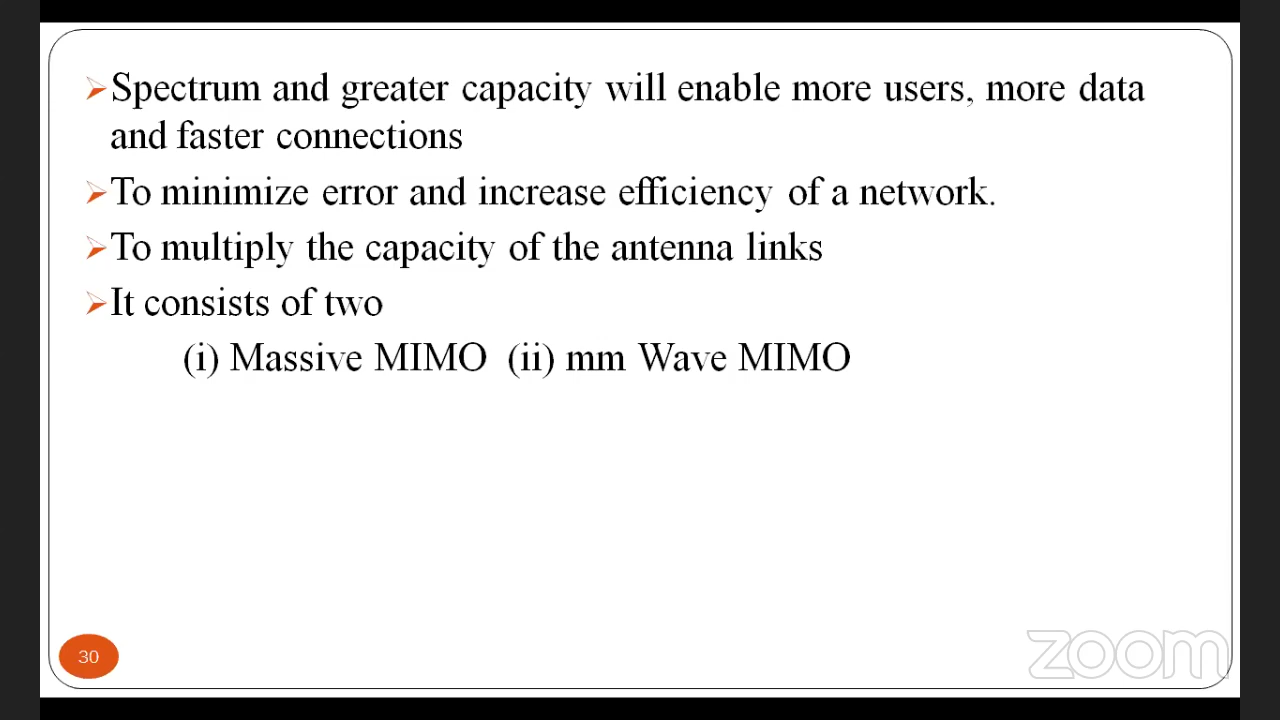 ➢Spectrum and greater capacity will enable more users, more data
and faster connections
➢To minimize error and increase efficiency of a network.
➢To multiply the capacity of the antenna links
➢It consists of two
(i) Massive MIMO (ii) mm Wave MIMO
30
zoom